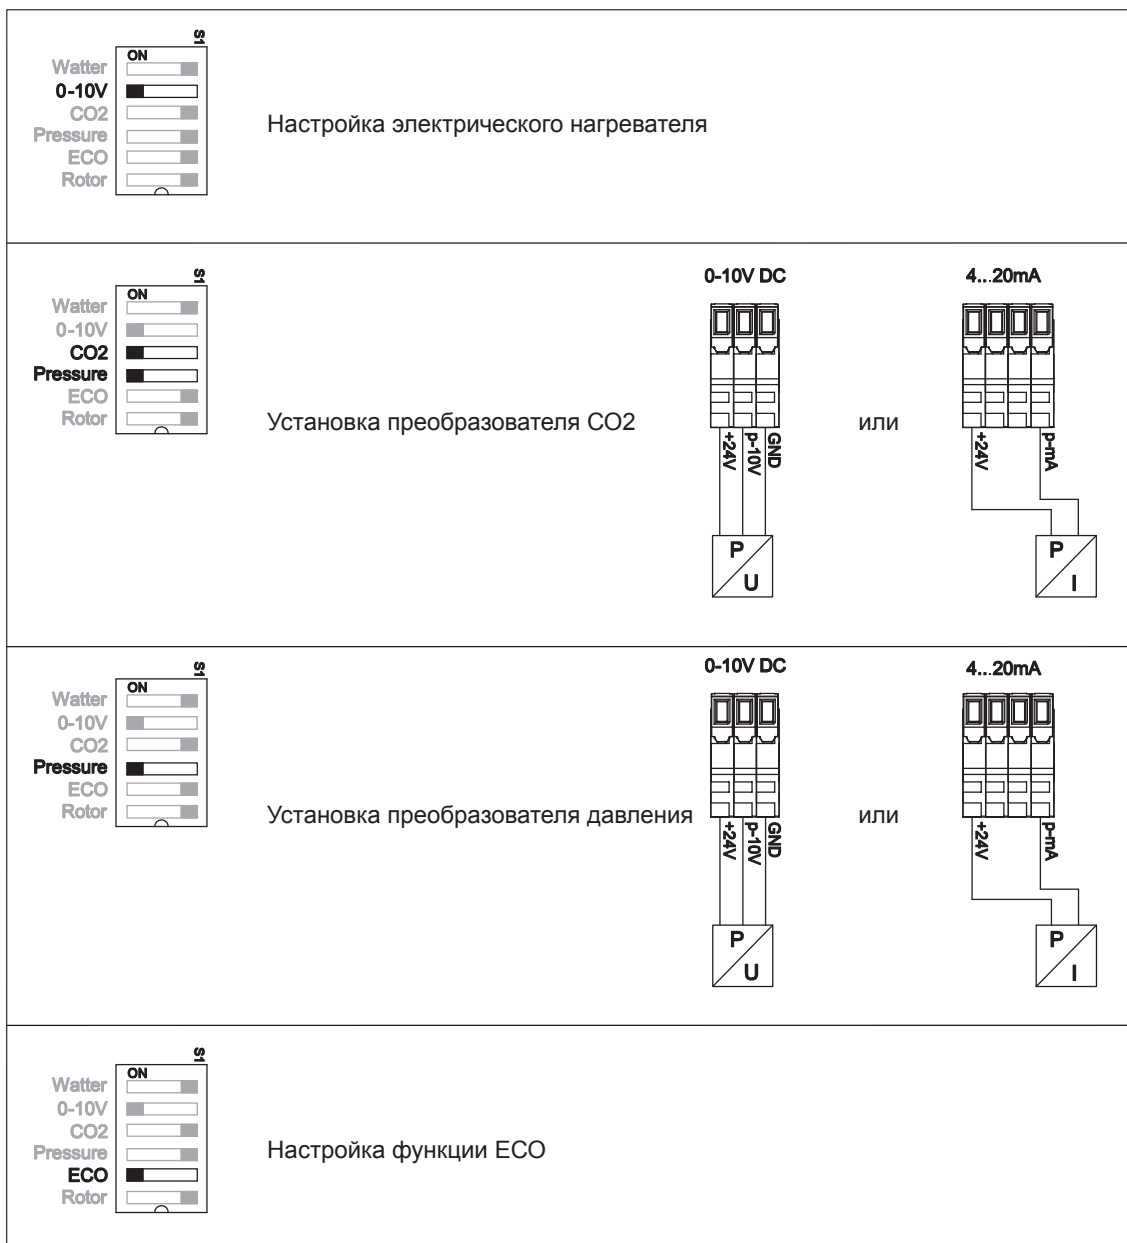 S1
ON
Watter
0-10V
CO2
Pressure
ECO
Rotor
Настройка электрического нагревателя
S1
ON
Watter
0-10V
CO2
Pressure
ECO
Rotor
Установка преобразователя CO2
0-10V DC
+24V
p-10V
GND
P
U
или
4...20mA
+24V
p-mA
P
I
S1
ON
Watter
0-10V
CO2
Pressure
ECO
Rotor
Установка преобразователя давления
0-10V DC
+24V
p-10V
GND
P
U
или
4...20mA
+24V
p-mA
P
I
S1
ON
Watter
0-10V
CO2
Pressure
ECO
Rotor
Настройка функции ECO